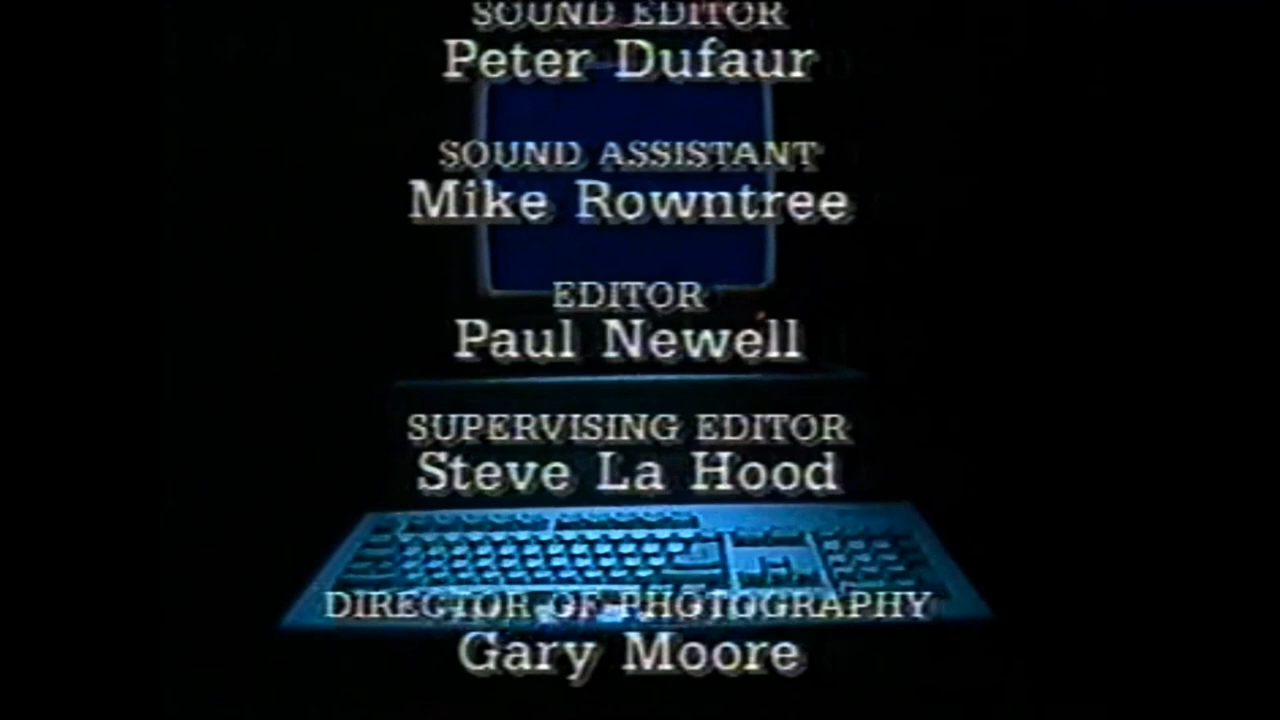 SOUND EDITOR
Peter Dufaur
SOUND ASSISTANT
Mike Rowntree
EDITOR
Paul Newell
SUPERVISING EDITOR
Steve La Hood
DIRECTOR OF PHOTOGRAPHY
Gary Moore